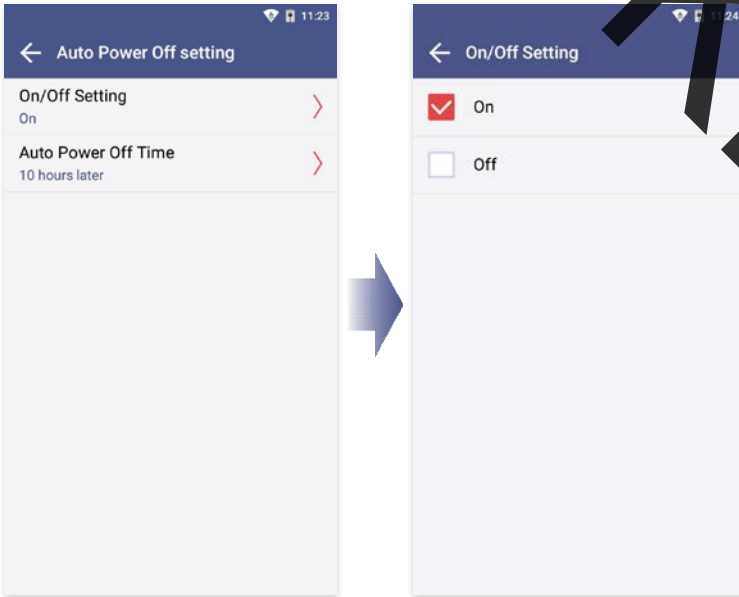 11:23
Auto Power Off setting
On/Off Setting
On
Auto Power Off Time
10 hours later
11:24
On/Off Setting
On
Off